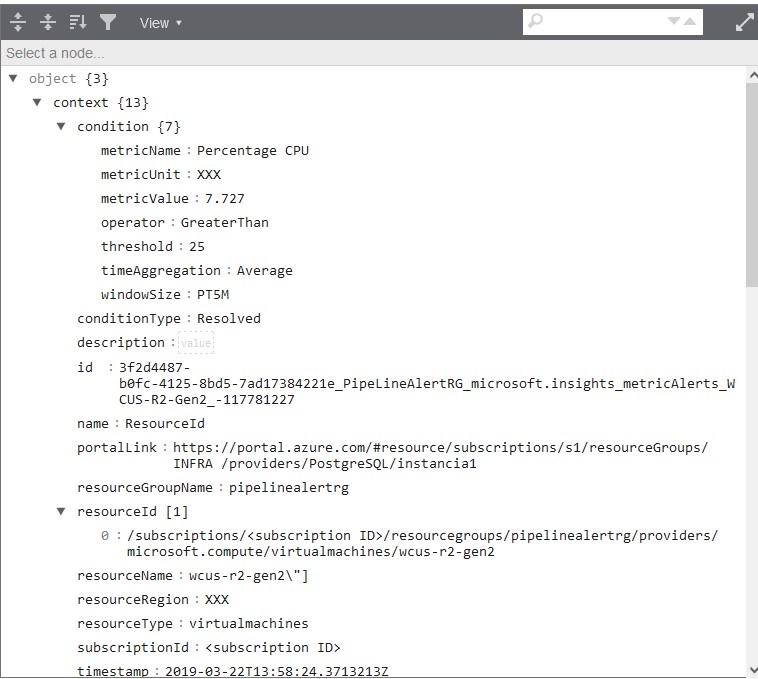 View
Select a node...
object {3}
context {13}
condition {7}
metricName : Percentage CPU
metricUnit : XXX
metricValue : 7.727
operator : GreaterThan
threshold : 25
timeAggregation : Average
windowSize : PT5M
conditionType : Resolved
description : value
id : 3f2d4487-
b0fc-4125-8bd5-7ad17384221e_PipeLineAlertRG_microsoft.insights_metricAlerts_W
CUS-R2-Gen2_-117781227
name : ResourceId
portalLink : https://portal.azure.com/#resource/subscriptions/s1/resourceGroups/
INFRA /providers/PostgreSQL/instancia1
resourceGroupName : pipelinealertrg
resourceId [1]
0 : /subscriptions/<subscription ID>/resourcegroups/pipelinealertrg/providers/
microsoft.compute/virtualmachines/wcus-r2-gen2
resourceName : wcus-r2-gen2\"]
resourceRegion : XXX
resourceType : virtualmachines
subscriptionId : <subscription ID>
timestamp : 2019-03-22T13:58:24.3713213Z